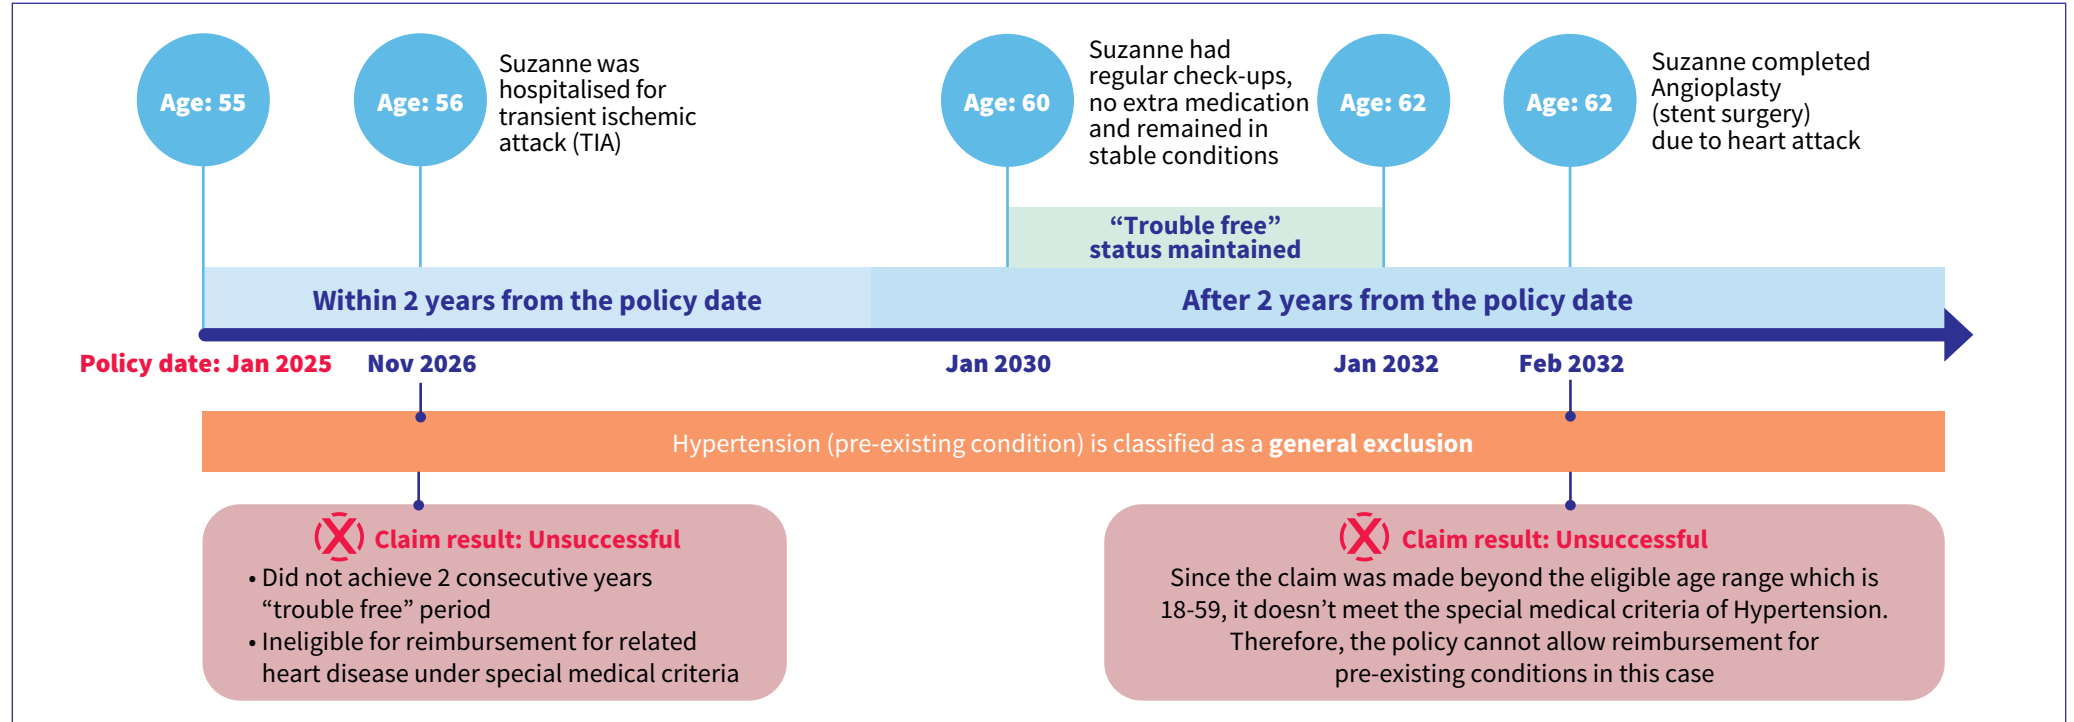 Age: 55
Age: 56
Suzanne was
hospitalised for
transient ischemic
attack (TIA)
Age: 60
Suzanne had
regular check-ups,
no extra medication
and remained in
stable conditions
Age: 62
Age: 62
Suzanne completed
Angioplasty
(stent surgery)
due to heart attack
“Trouble free”
status maintained
Within 2 years from the policy date
After 2 years from the policy date
Policy date: Jan 2025
Nov 2026
Jan 2030
Jan 2032
Feb 2032
Hypertension (pre-existing condition) is classified as a general exclusion
X Claim result: Unsuccessful
• Did not achieve 2 consecutive years
“trouble free” period
• Ineligible for reimbursement for related
heart disease under special medical criteria
X Claim result: Unsuccessful
Since the claim was made beyond the eligible age range which is
18-59, it doesn’t meet the special medical criteria of Hypertension.
Therefore, the policy cannot allow reimbursement for
pre-existing conditions in this case